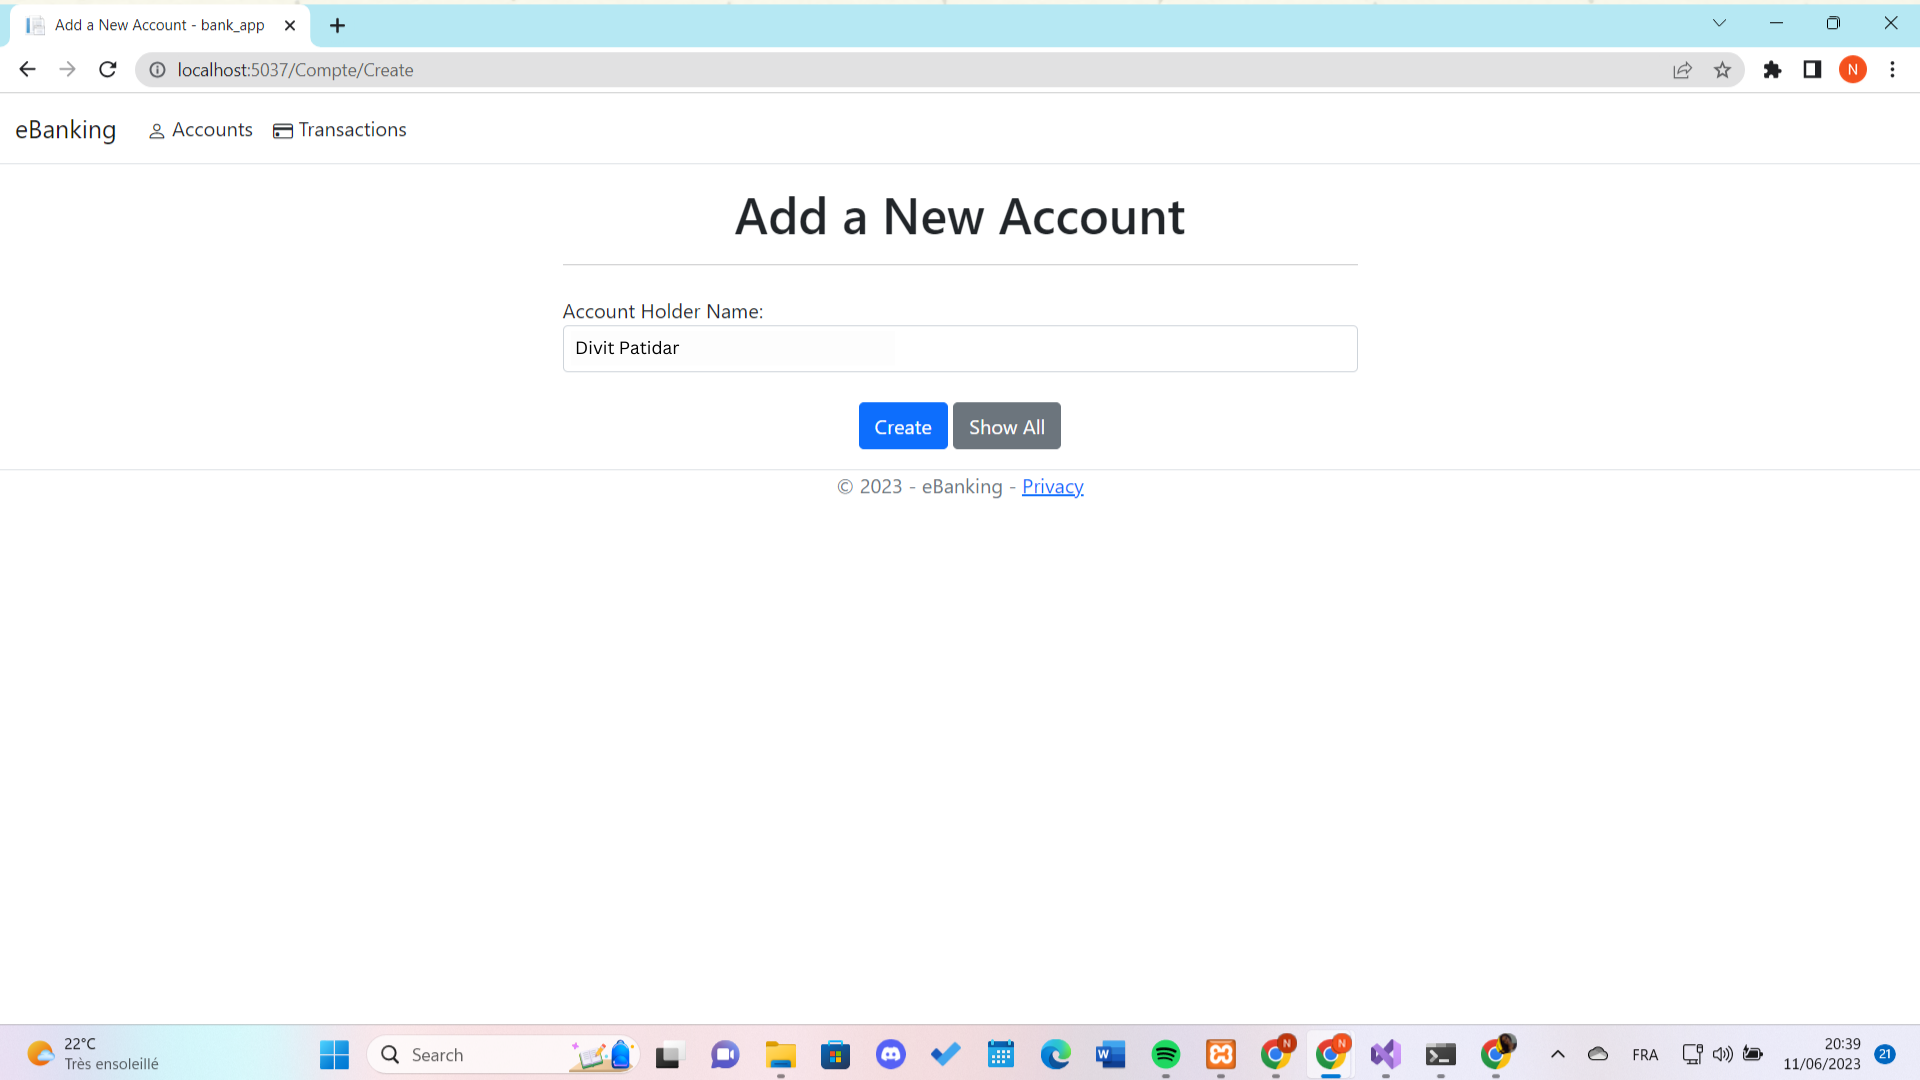 Add a New Account - bank_app
localhost:5037/Compte/Create
N
eBanking Accounts Transactions
Add a New Account
Account Holder Name:
Divit Patidar
Create Show All
© 2023 - eBanking - Privacy
22°C
Très ensoleillé
Search
N
N
FRA
20:39
11/06/2023
21